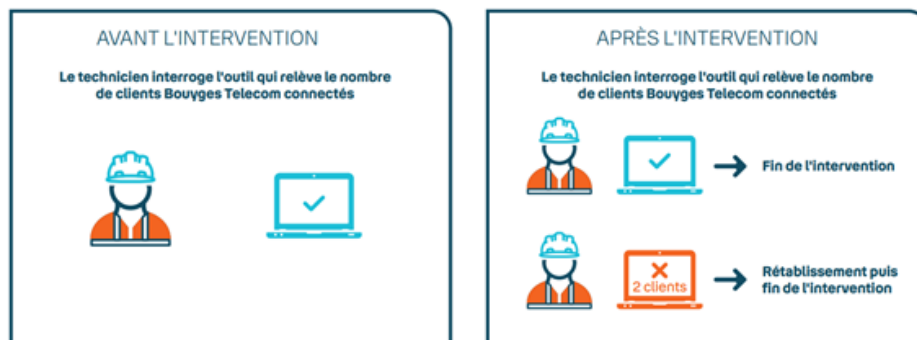 AVANT L'INTERVENTION
Le technicien interroge l'outil qui relève le nombre
de clients Bouyges Telecom connectés
APRÈS L'INTERVENTION
Le technicien interroge l'outil qui relève le nombre
de clients Bouyges Telecom connectés
Fin de l'intervention
2 clients
Rétablissement puis
fin de l'intervention